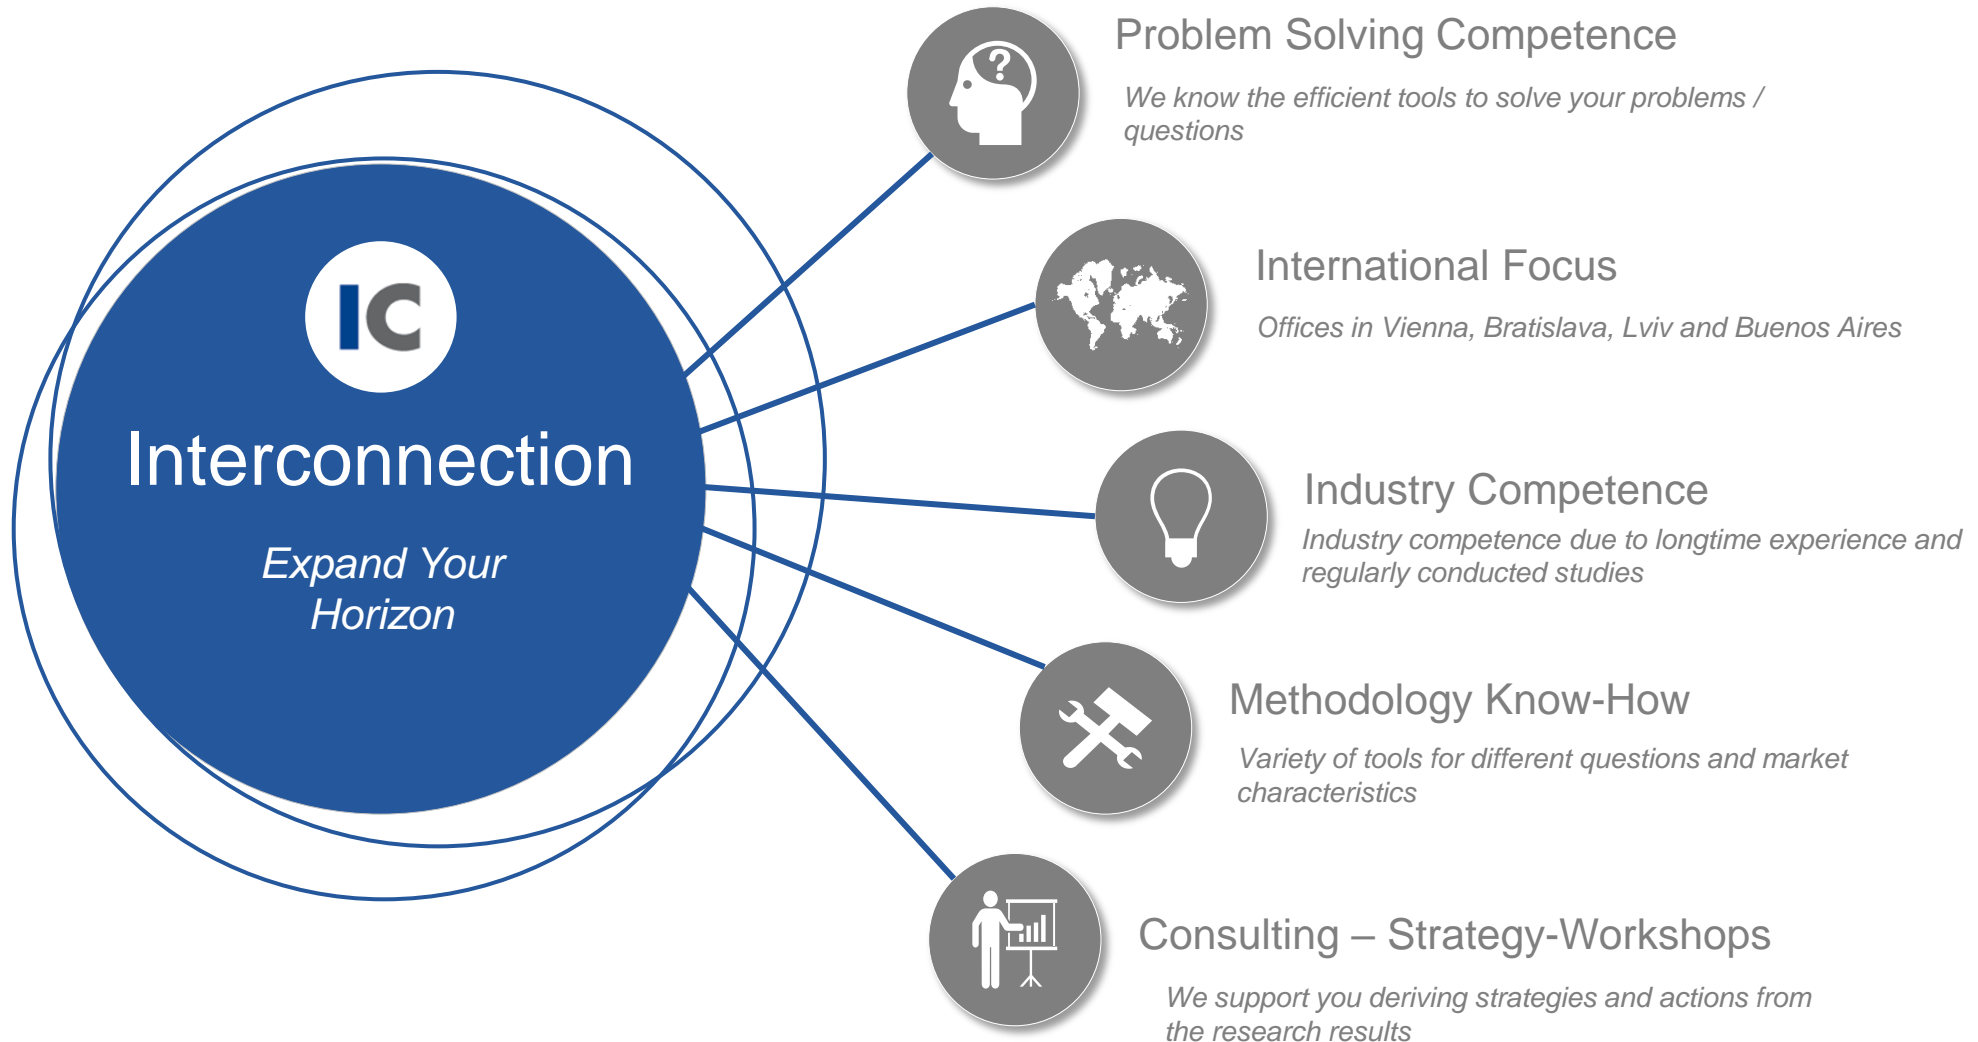 IC
Interconnection
Expand Your
Horizon
Problem Solving Competence
We know the efficient tools to solve your problems /
questions
International Focus
Offices in Vienna, Bratislava, Lviv and Buenos Aires
Industry Competence
Industry competence due to longtime experience and
regularly conducted studies
Methodology Know-How
Variety of tools for different questions and market
characteristics
Consulting – Strategy-Workshops
We support you deriving strategies and actions from
the research results
?